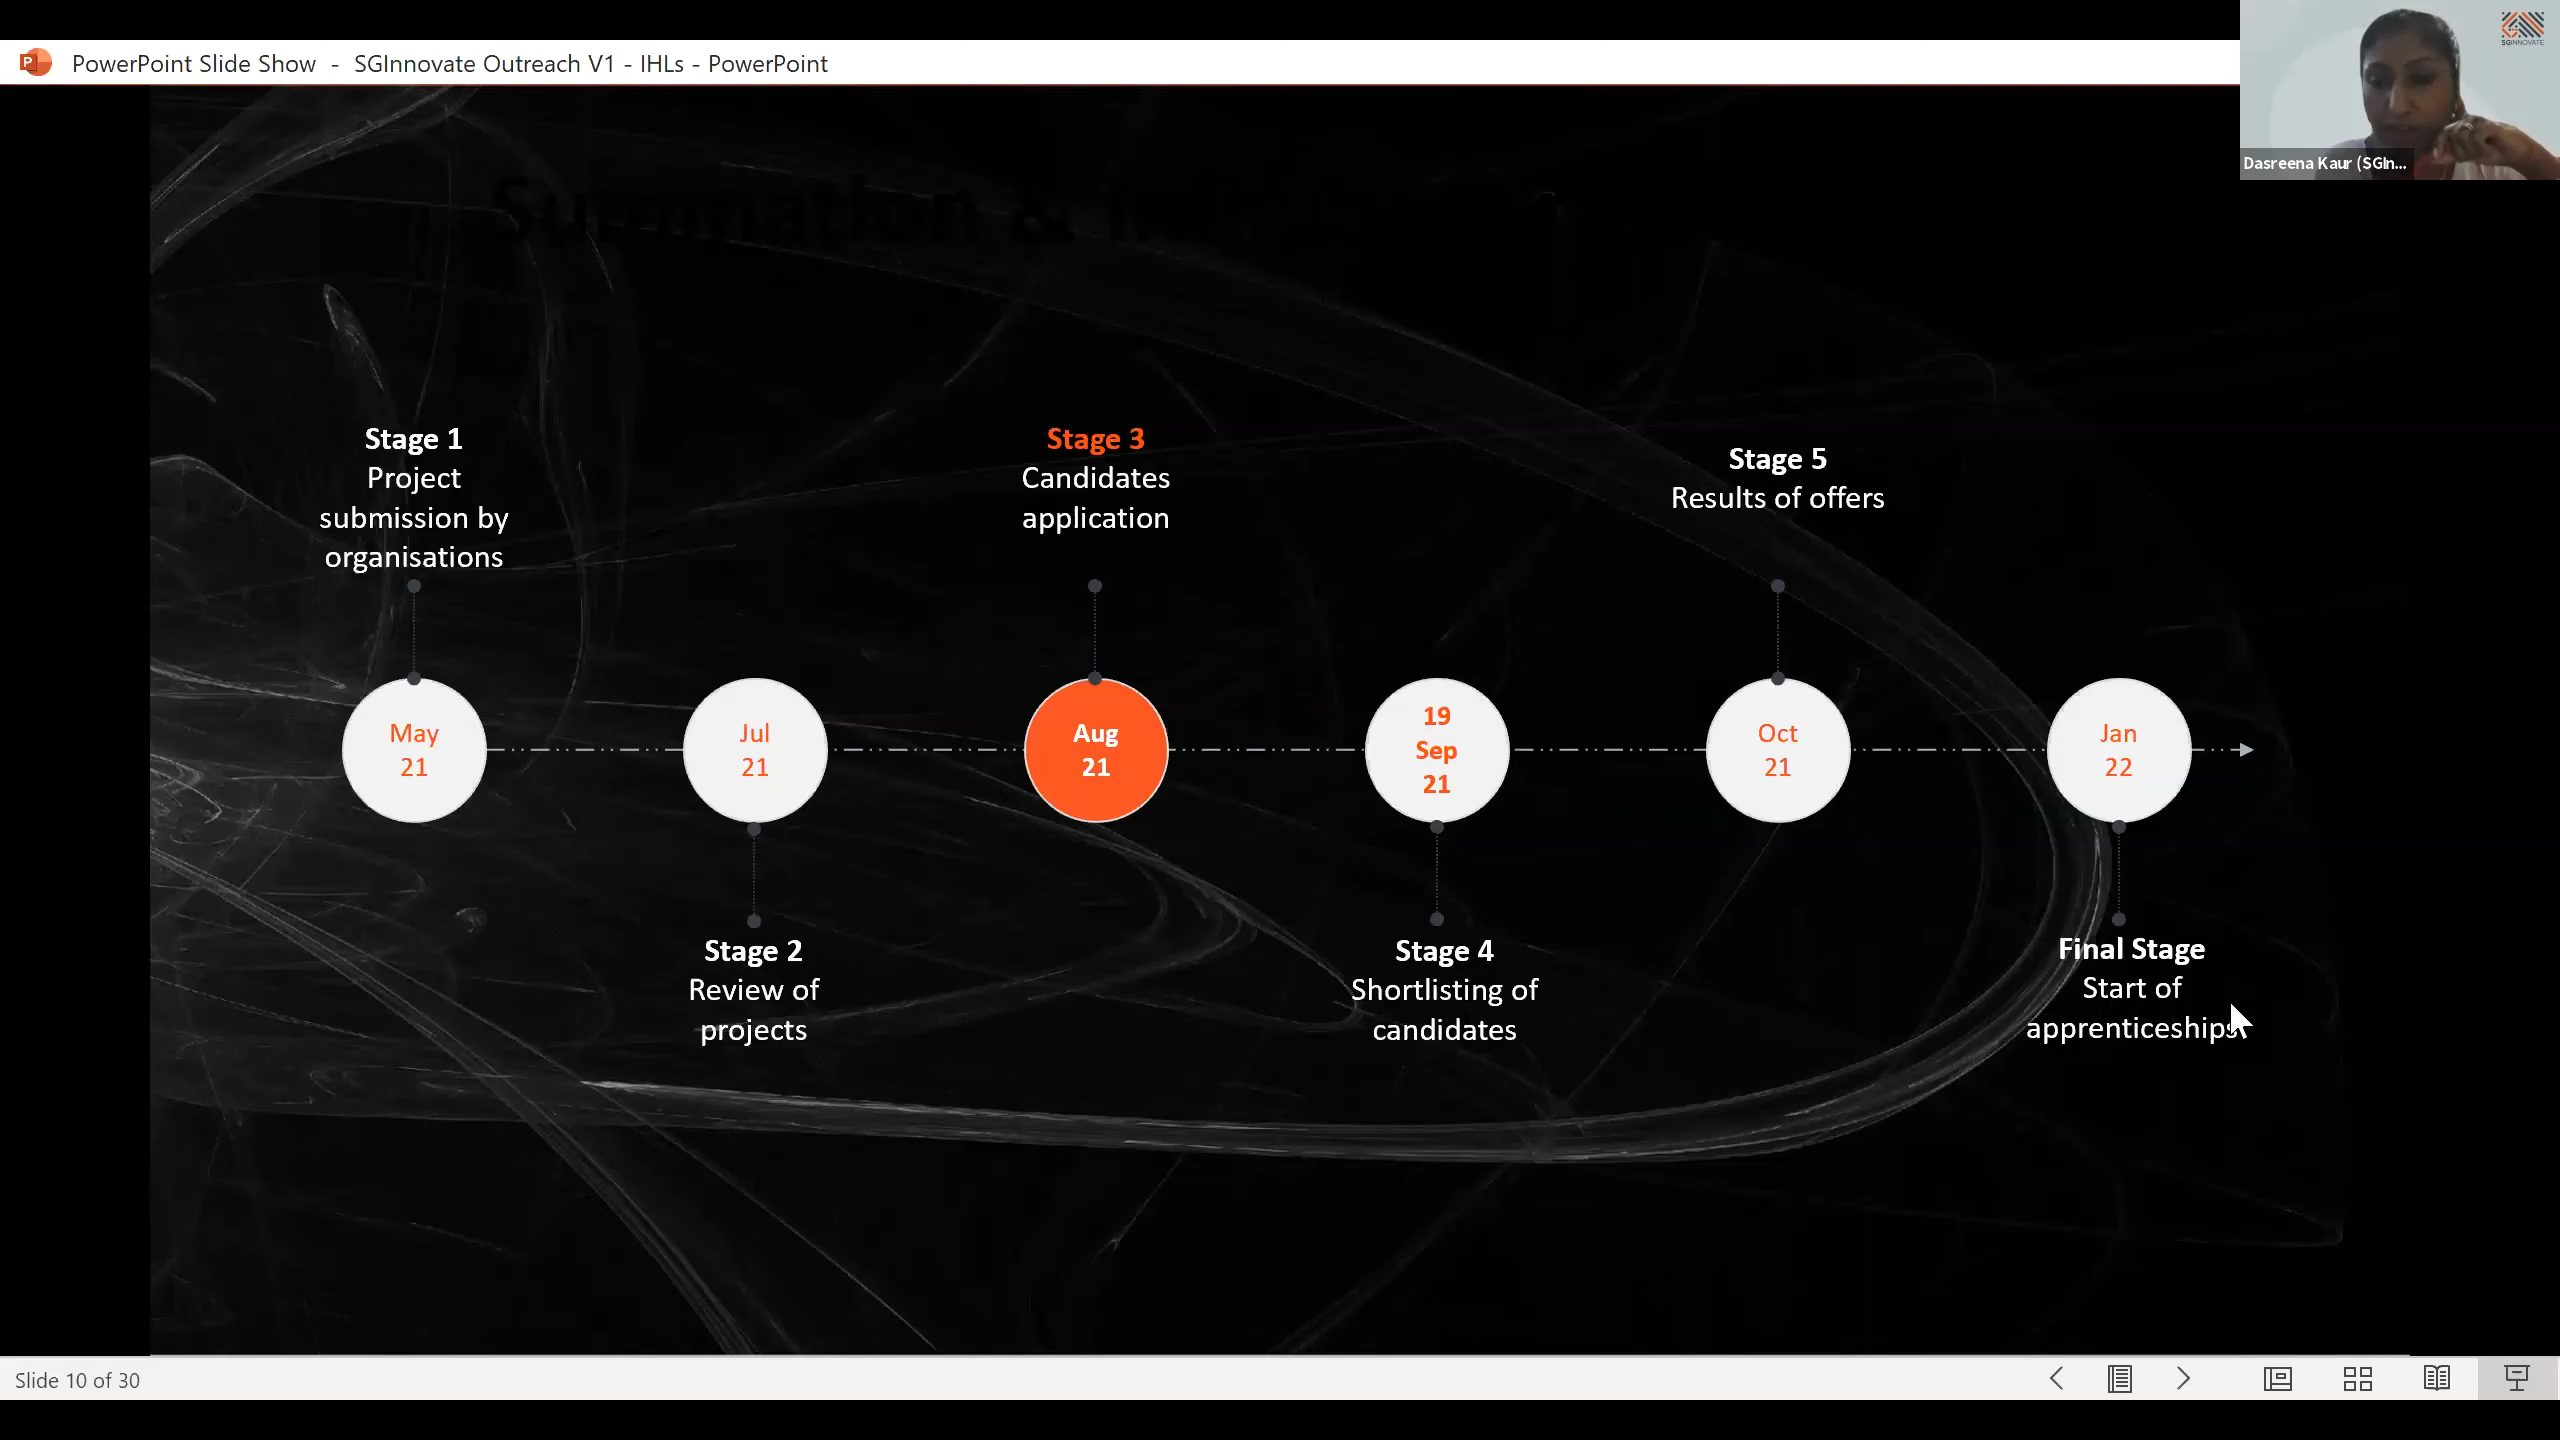 PowerPoint Slide Show - SGInnovate Outreach V1 - IHLs - PowerPoint
SGINNOVATE
Dasreena Kaur (SGIn...
Summation &
Stage 1
Project
submission by
organisations
Stage 3
Candidates
application
Stage 5
Results of offers
May
21
Jul
21
Aug
21
19
Sep
21
Oct
21
Jan
22
Stage 2
Review of
projects
Stage 4
Shortlisting of
candidates
Final Stage
Start of
apprenticeships
Slide 10 of 30